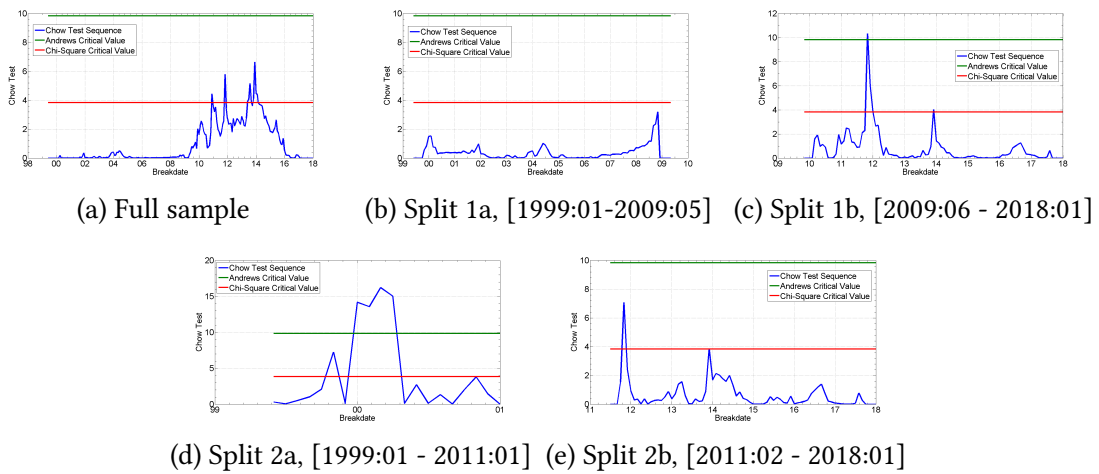 10
8
6
4
2
0
Chow Test
Chow Test Sequence
Andrews Critical Value
Chi-Square Critical Value
98 00 02 04 06 08 10 12 14 16 18
Breakdate
(a) Full sample
10
8
6
4
2
0
Chow Test
Chow Test Sequence
Andrews Critical Value
Chi-Square Critical Value
99 00 01 02 03 04 05 06 07 08 09 10
Breakdate
(b) Split 1a, [1999:01-2009:05]
12
10
8
6
4
2
0
Chow Test
Chow Test Sequence
Andrews Critical Value
Chi-Square Critical Value
09 10 11 12 13 14 15 16 17 18
Breakdate
(c) Split 1b, [2009:06 - 2018:01]
20
15
10
5
0
Chow Test
Chow Test Sequence
Andrews Critical Value
Chi-Square Critical Value
99 00 01
Breakdate
(d) Split 2a, [1999:01 - 2011:01]
10
8
6
4
2
0
Chow Test
Chow Test Sequence
Andrews Critical Value
Chi-Square Critical Value
11 12 13 14 15 16 17 18
Breakdate
(e) Split 2b, [2011:02 - 2018:01]